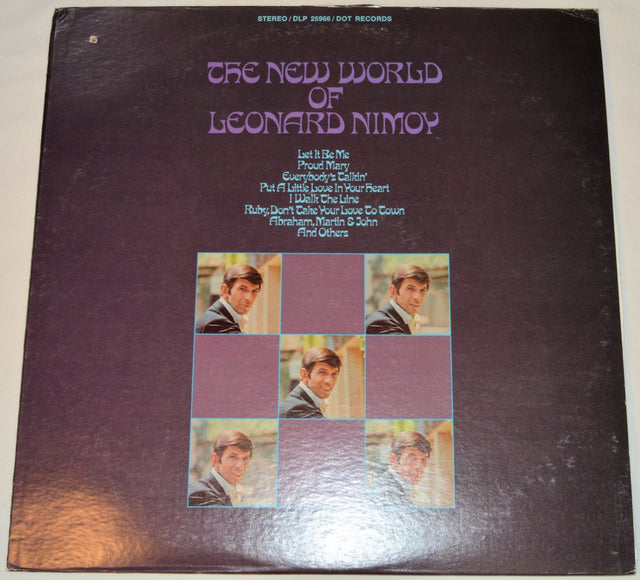 STEREO / DLP 25966 / DOT RECORDS
THE NEW WORLD
OF
LEONARD NIMOY
Let It Be Me
Proud Mary
Everybody's Talkin'
Put A Little Love In Your Heart
I Walk The Line
Ruby, Don't Take Your Love To Town
Abraham, Martin & John
And Others